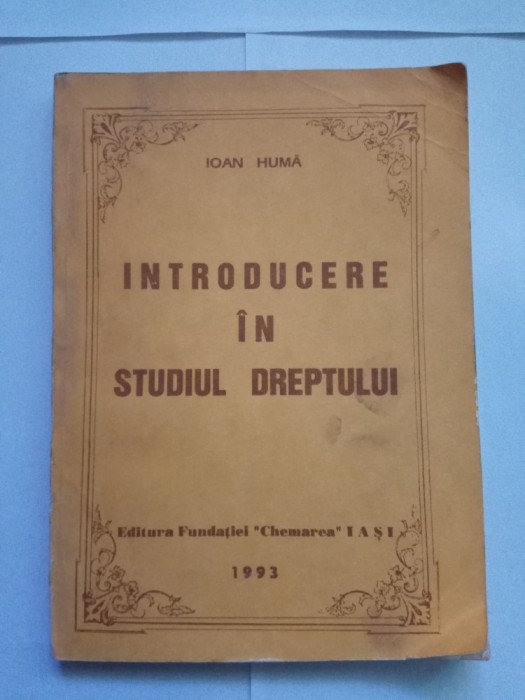 IOAN HUMĂ
INTRODUCERE
ÎN
STUDIUL DREPTULUI
Editura Fundației "Chemarea" IAȘI
1993